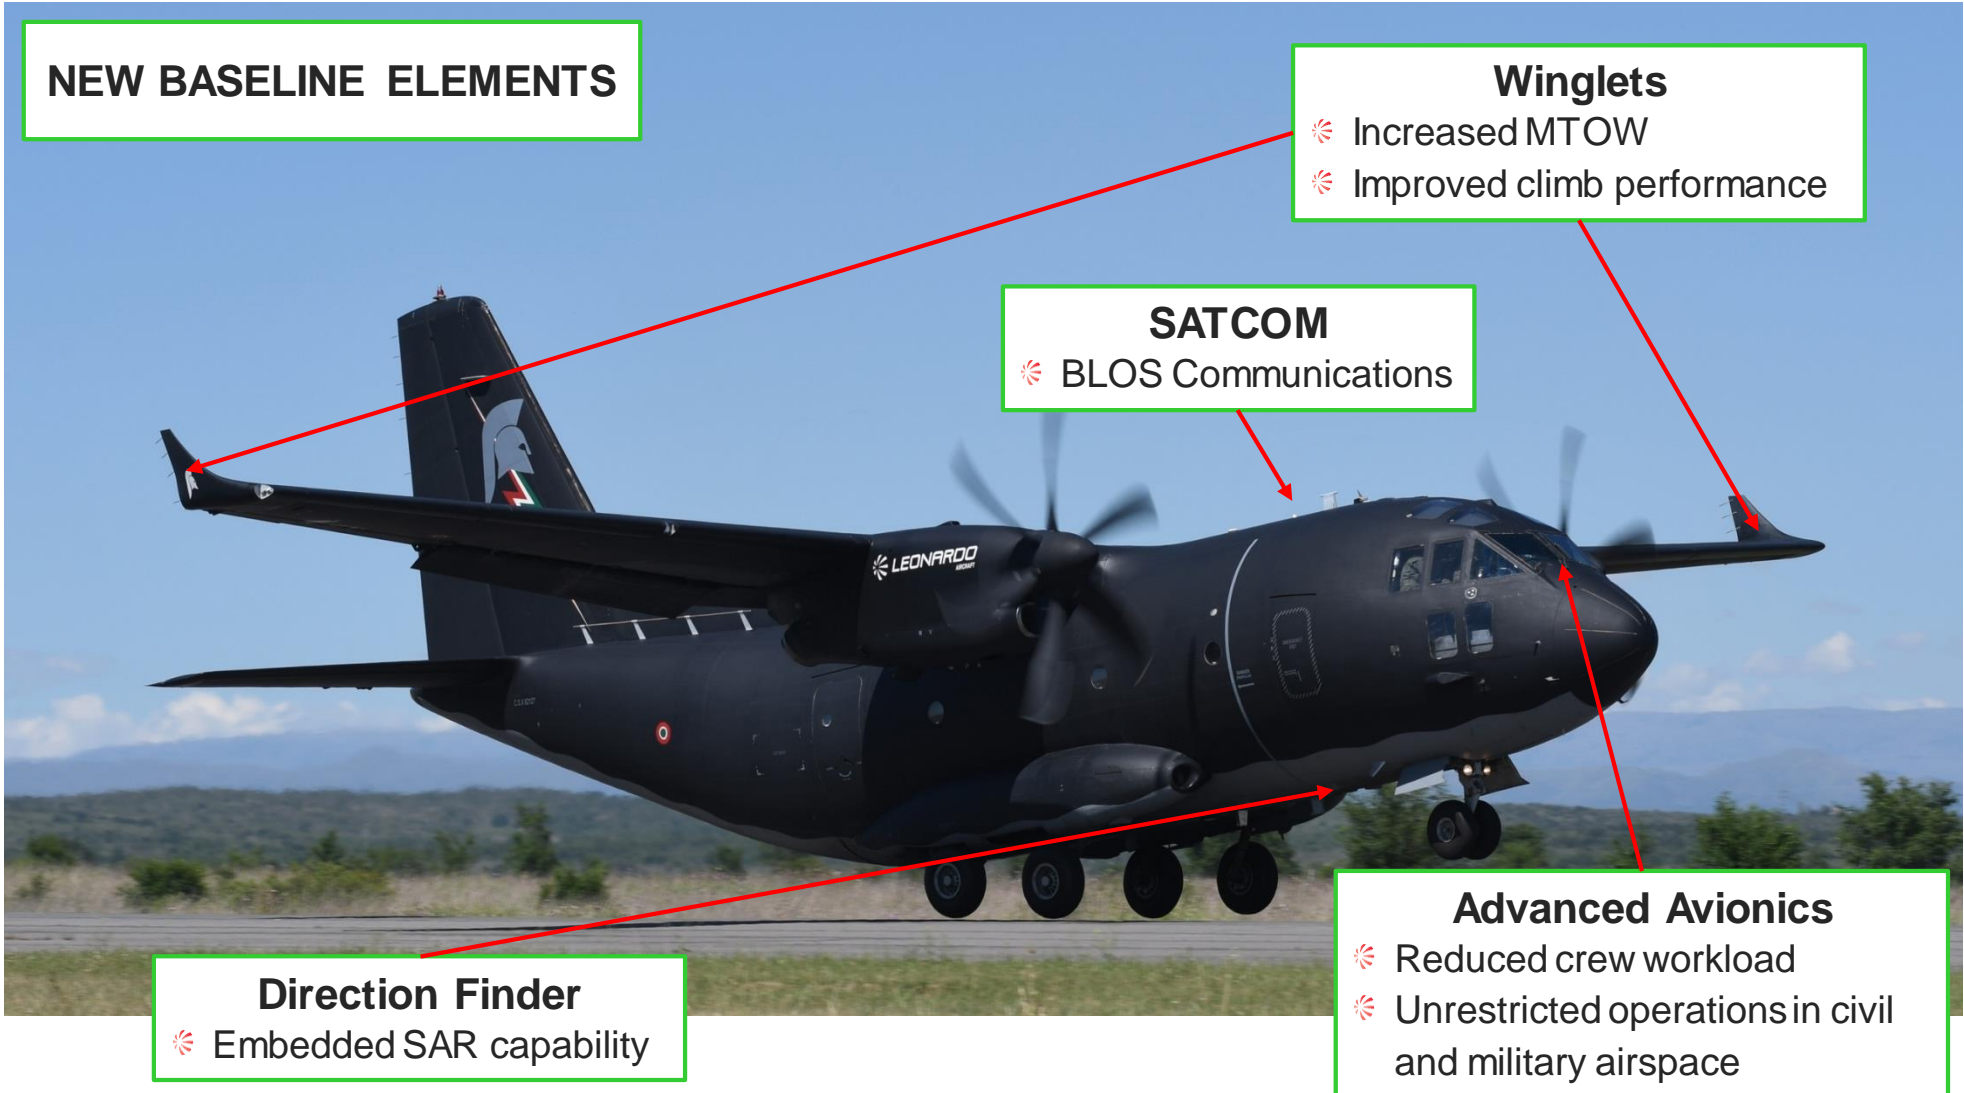 NEW BASELINE ELEMENTS
Winglets
Increased MTOW
Improved climb performance
SATCOM
BLOS Communications
LEONARDO
AIRCRAFT
Direction Finder
Embedded SAR capability
Advanced Avionics
Reduced crew workload
Unrestricted operations in civil
and military airspace